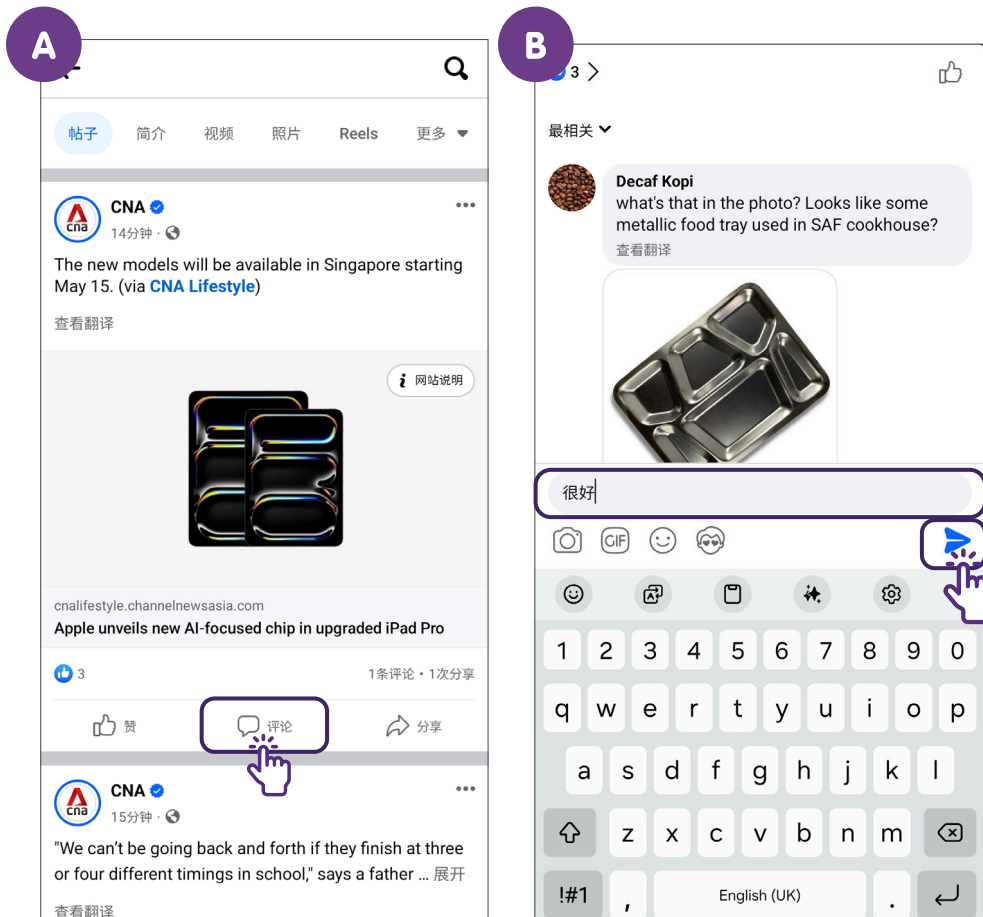 A
帖子 简介 视频 照片 Reels 更多
CNA
cna
14分钟
The new models will be available in Singapore starting
May 15. (via CNA Lifestyle)
查看翻译
i 网站说明
cnalifestyle.channelnewsasia.com
Apple unveils new AI-focused chip in upgraded iPad Pro
3
1条评论 • 1次分享
赞 评论 分享
CNA
cna
15分钟
"We can't be going back and forth if they finish at three
or four different timings in school," says a father ... 展开
查看翻译
B
3
最相关
Decaf Kopi
what's that in the photo? Looks like some
metallic food tray used in SAF cookhouse?
查看翻译
很好
GIF
1 2 3 4 5 6 7 8 9 0
q w e r t y u i o p
a s d f g h j k l
z x c v b n m
!#1 , English (UK) .